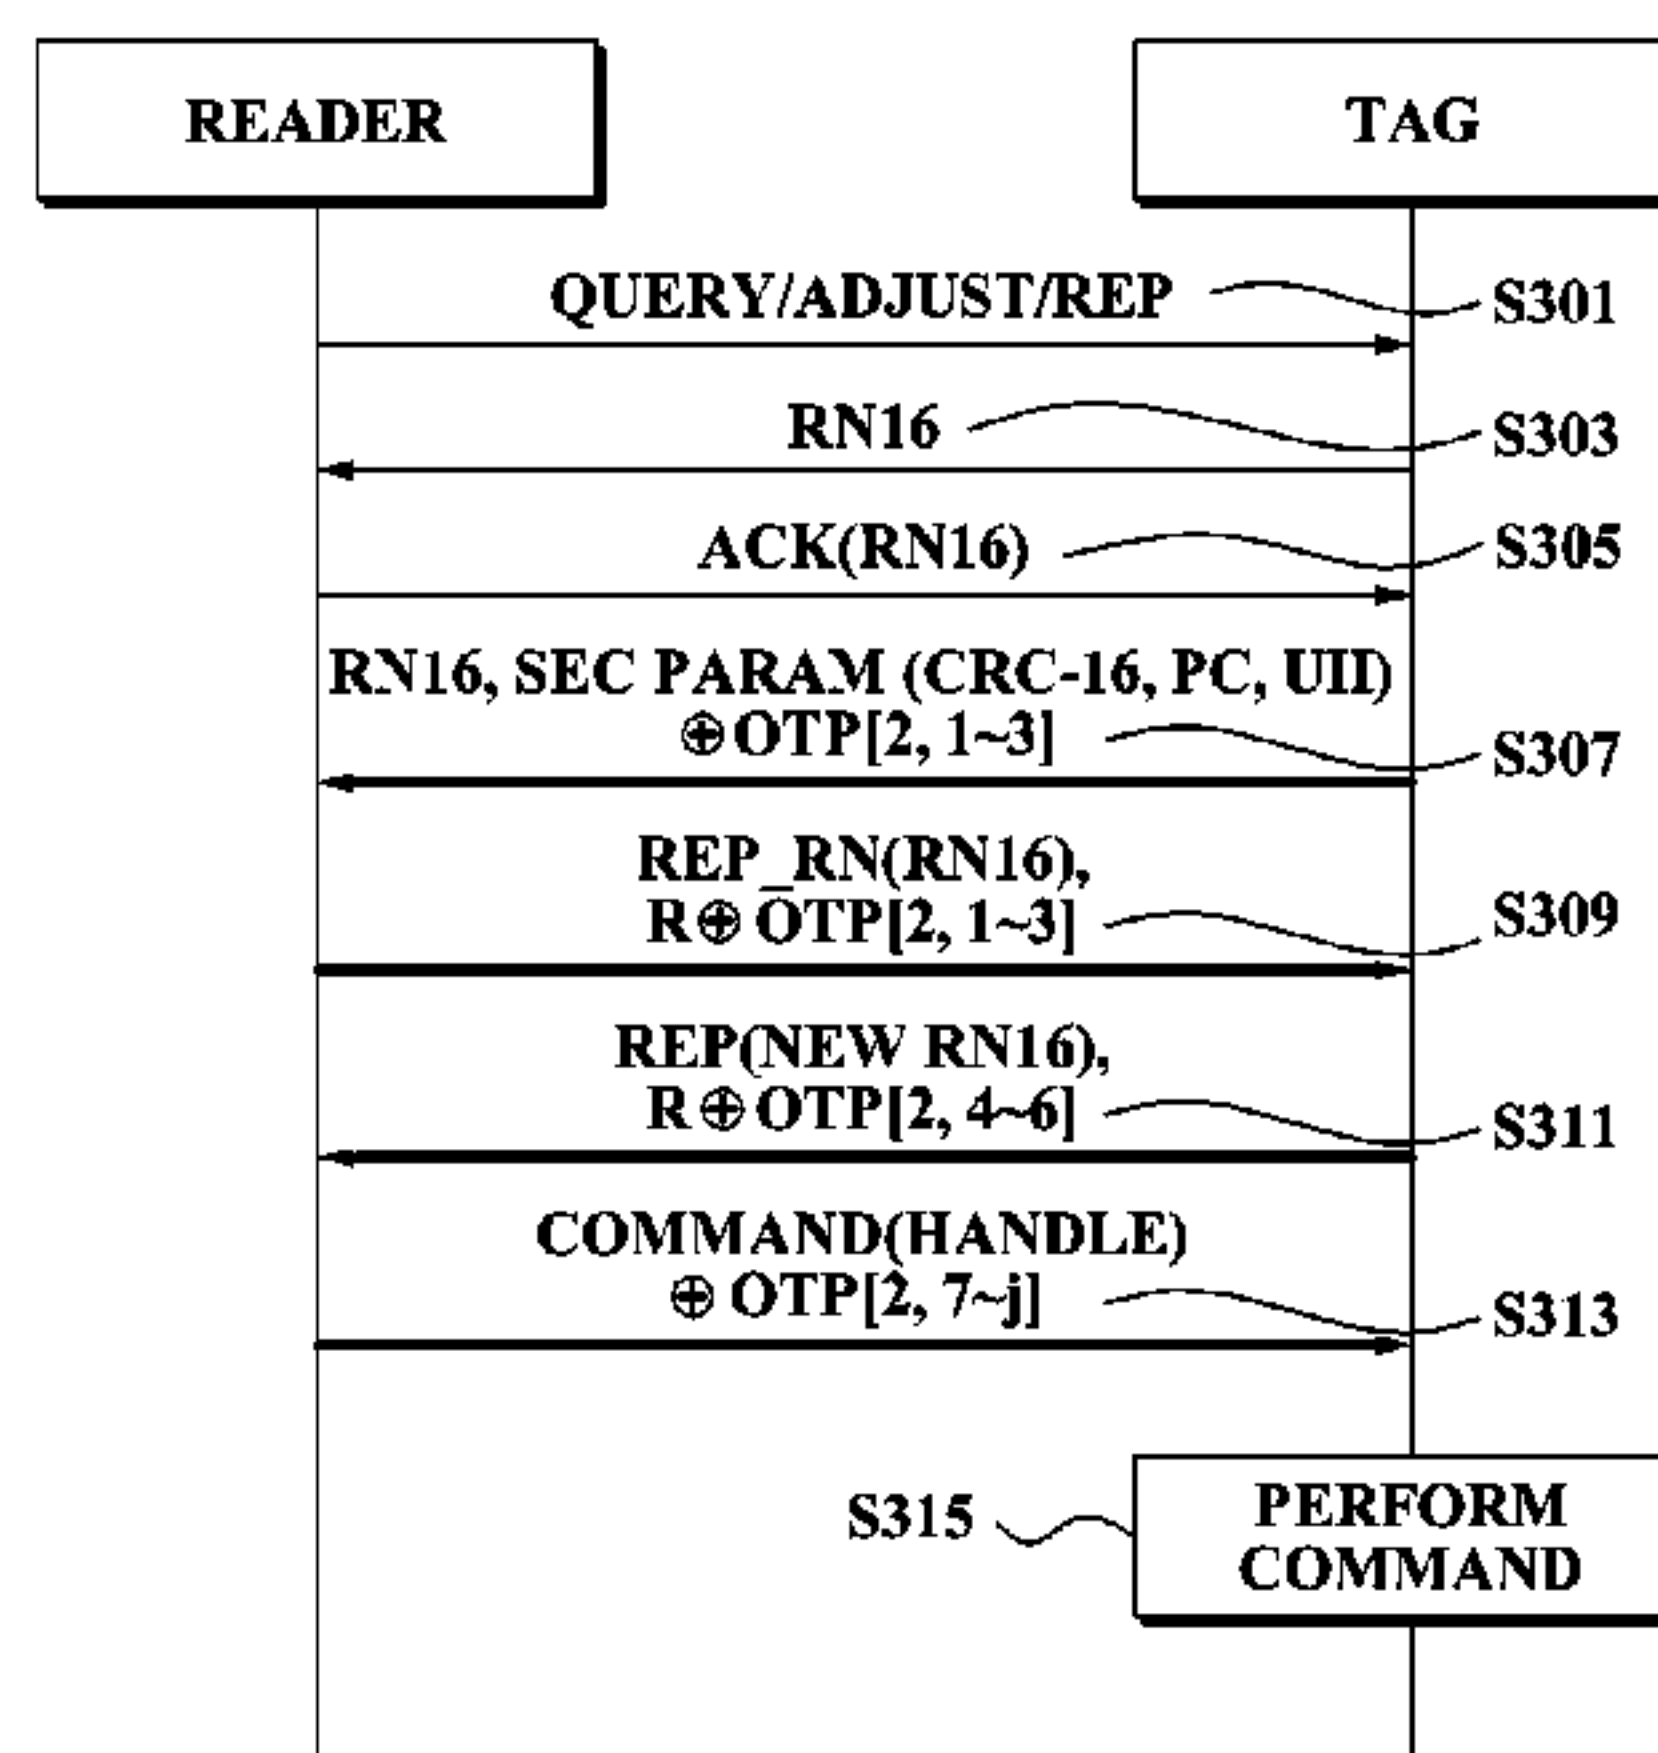 READER
TAG
QUERY/ADJUST/REP
S301
RN16
S303
ACK(RN16)
S305
RN16, SEC PARAM (CRC-16, PC, UII)
⊕OTP[2, 1~3]
S307
REP_RN(RN16),
R⊕OTP[2, 1~3]
S309
REP(NEW RN16),
R⊕OTP[2, 4~6]
S311
COMMAND(HANDLE)
⊕ OTP[2, 7~j]
S313
S315
PERFORM
COMMAND